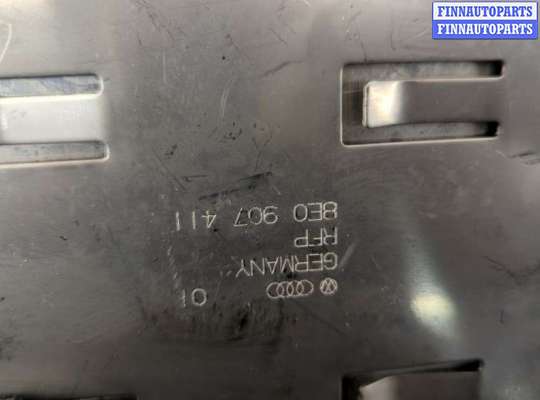 FINNAUTOPARTS
FINNAUTOPARTS
01
GERMANY
RFP
8E0 907 411